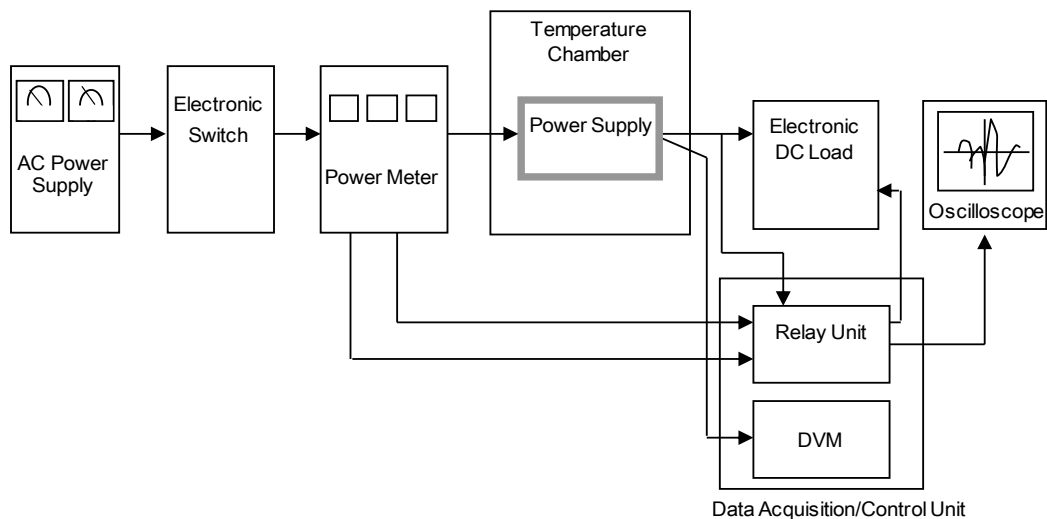 Temperature
Chamber
AC Power
Supply
Electronic
Switch
Power Meter
Power Supply
Electronic
DC Load
Oscilloscope
Relay Unit
DVM
Data Acquisition/Control Unit